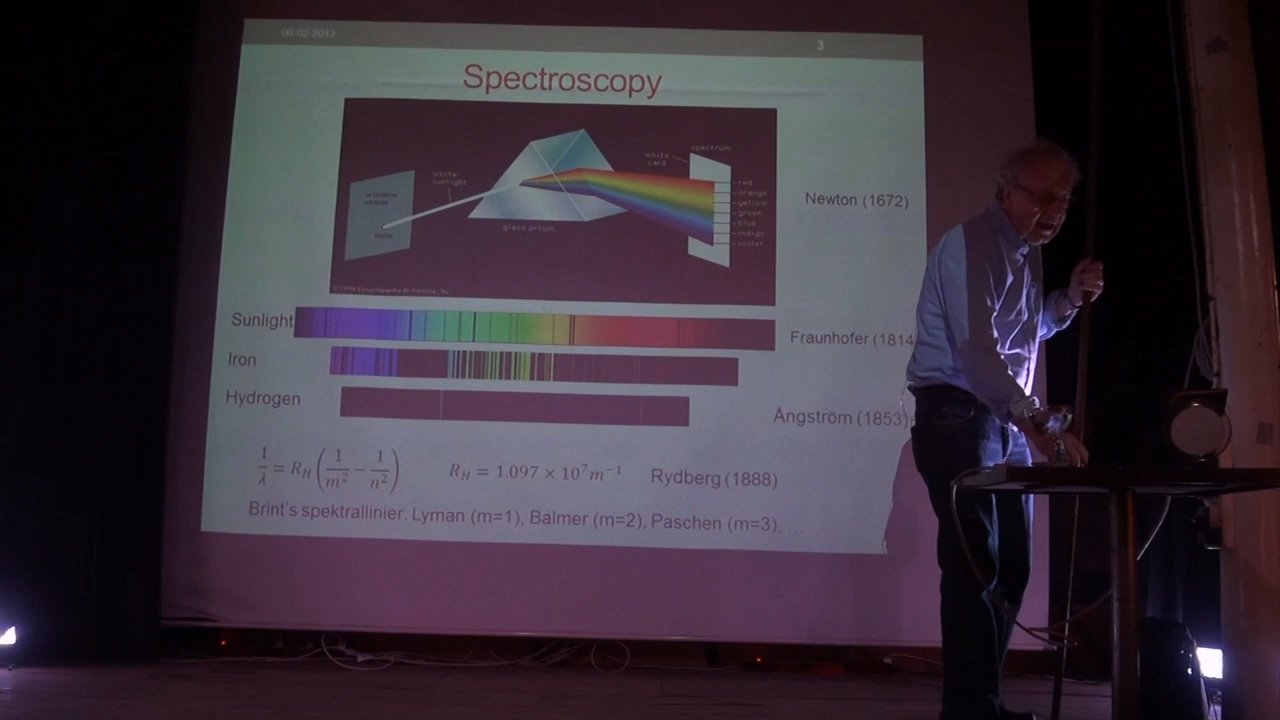 06-02-2013
3
Spectroscopy
window shade
hole
white sunlight
glass prism
white card
spectrum
red
orange
yellow
green
blue
indigo
violet
Newton (1672)
Sunlight
Fraunhofer (1814
Iron
Hydrogen
Ångström (1853)
1/λ = R_H (1/m² − 1/n²)
R_H = 1.097 × 10⁷m⁻¹
Rydberg (1888)
Brint's spektrallinier. Lyman (m=1), Balmer (m=2), Paschen (m=3), ...